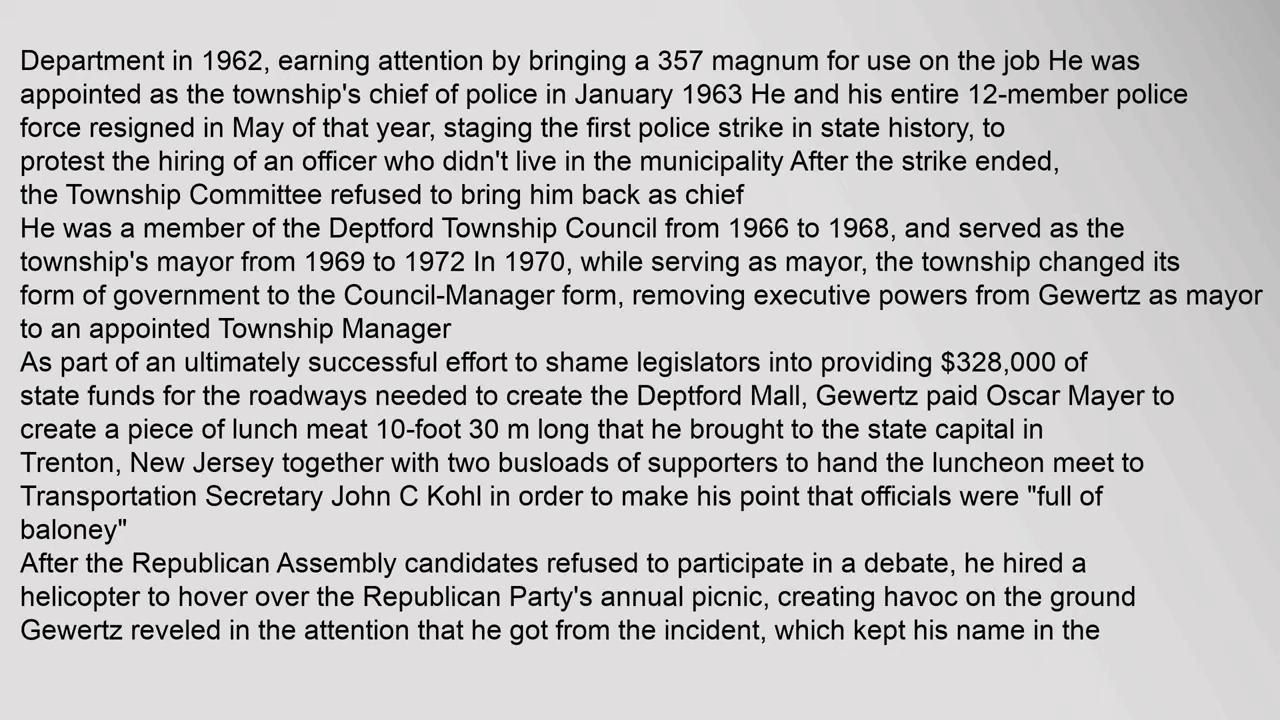 Department in 1962, earning attention by bringing a 357 magnum for use on the job He was
appointed as the township's chief of police in January 1963 He and his entire 12-member police
force resigned in May of that year, staging the first police strike in state history, to
protest the hiring of an officer who didn't live in the municipality After the strike ended,
the Township Committee refused to bring him back as chief
He was a member of the Deptford Township Council from 1966 to 1968, and served as the
township's mayor from 1969 to 1972 In 1970, while serving as mayor, the township changed its
form of government to the Council-Manager form, removing executive powers from Gewertz as mayor
to an appointed Township Manager
As part of an ultimately successful effort to shame legislators into providing $328,000 of
state funds for the roadways needed to create the Deptford Mall, Gewertz paid Oscar Mayer to
create a piece of lunch meat 10-foot 30 m long that he brought to the state capital in
Trenton, New Jersey together with two busloads of supporters to hand the luncheon meet to
Transportation Secretary John C Kohl in order to make his point that officials were "full of
baloney"
After the Republican Assembly candidates refused to participate in a debate, he hired a
helicopter to hover over the Republican Party's annual picnic, creating havoc on the ground
Gewertz reveled in the attention that he got from the incident, which kept his name in the